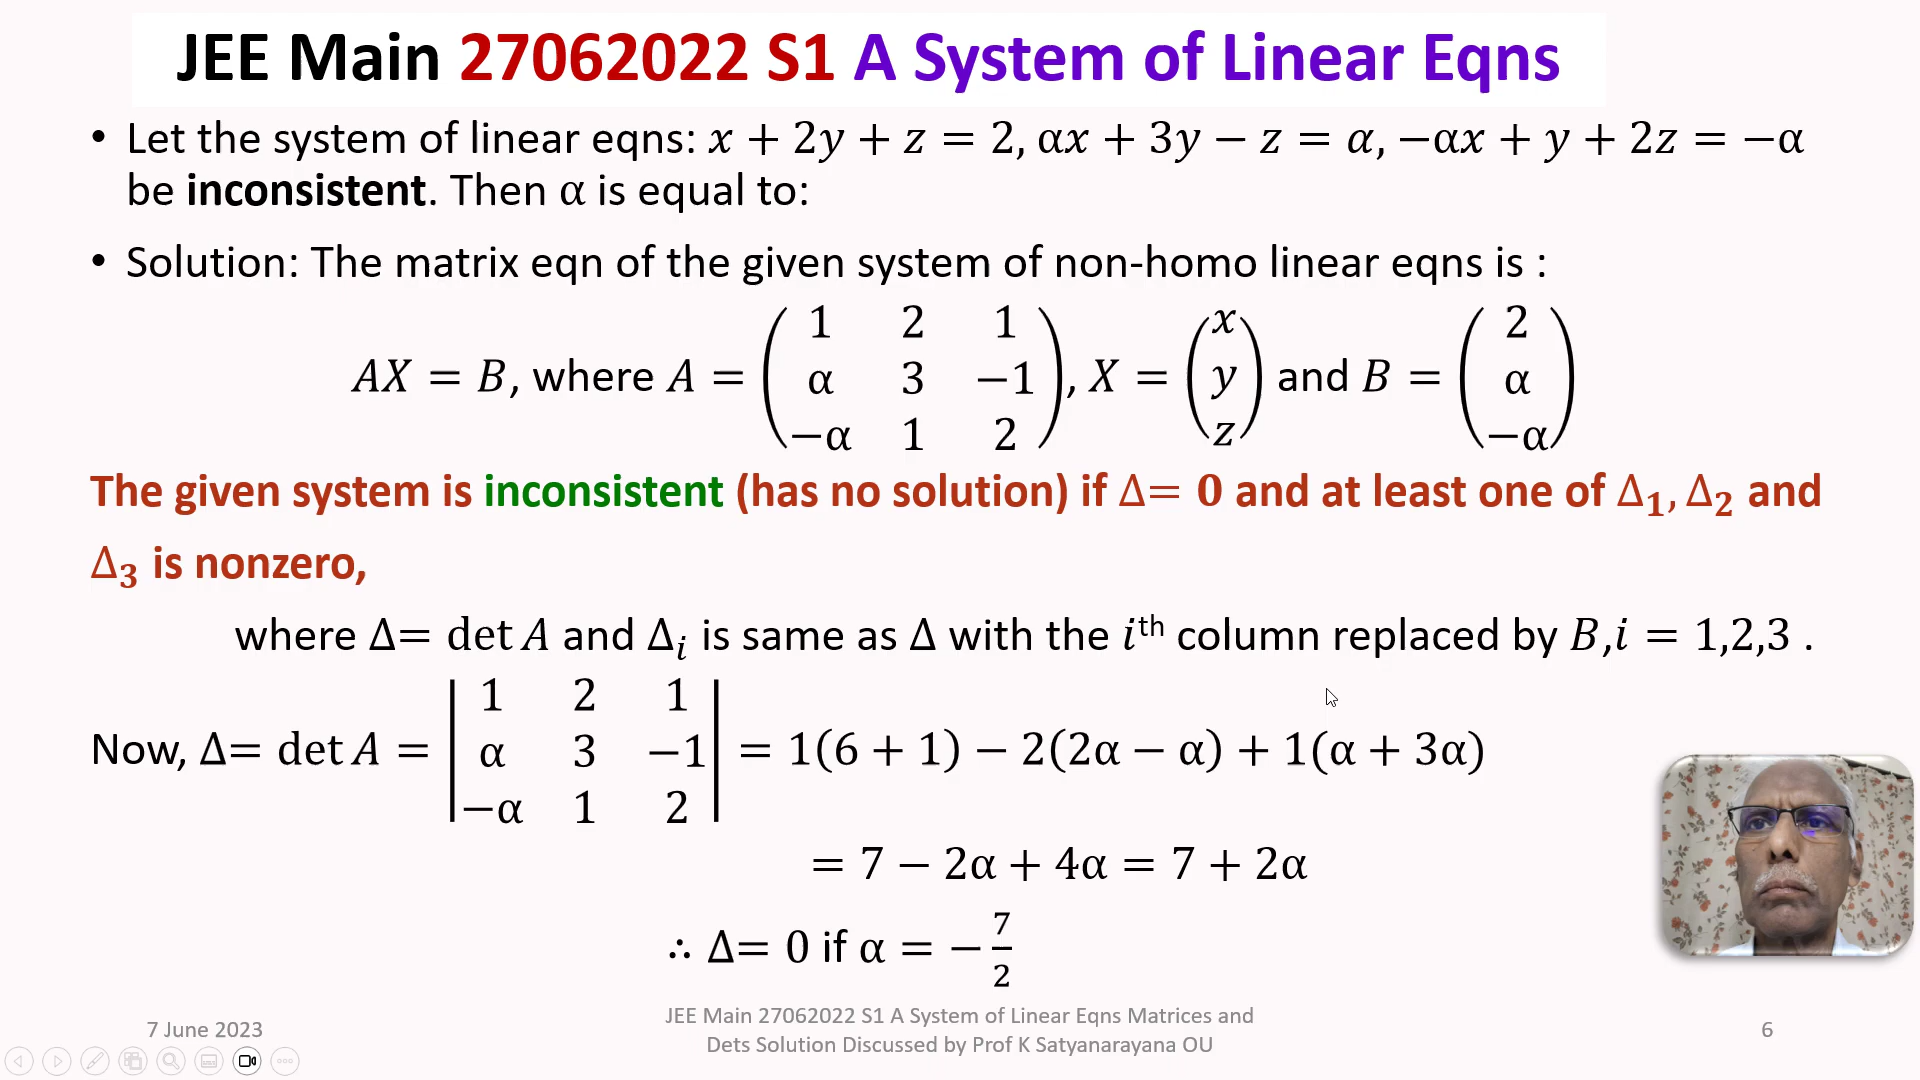 JEE Main 27062022 S1 A System of Linear Eqns
• Let the system of linear eqns: x + 2y + z = 2, αx + 3y − z = α, −αx + y + 2z = −α
be inconsistent. Then α is equal to:
• Solution: The matrix eqn of the given system of non-homo linear eqns is :
AX = B, where A = ( 1 2 1 ; α 3 −1 ; −α 1 2 ), X = ( x ; y ; z ) and B = ( 2 ; α ; −α )
The given system is inconsistent (has no solution) if Δ= 0 and at least one of Δ₁, Δ₂ and
Δ₃ is nonzero,
where Δ= det A and Δᵢ is same as Δ with the iᵗʰ column replaced by B,i = 1,2,3 .
Now, Δ= det A = | 1 2 1 ; α 3 −1 ; −α 1 2 | = 1(6 + 1) − 2(2α − α) + 1(α + 3α)
= 7 − 2α + 4α = 7 + 2α
∴ Δ= 0 if α = − 7/2
7 June 2023
JEE Main 27062022 S1 A System of Linear Eqns Matrices and
Dets Solution Discussed by Prof K Satyanarayana OU
6